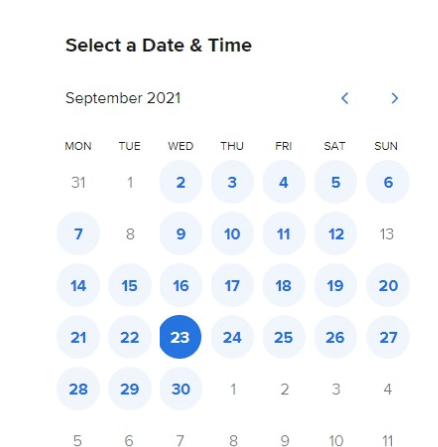 Select a Date & Time
September 2021
MON TUE WED THU FRI SAT SUN
31 1 2 3 4 5 6
7 8 9 10 11 12 13
14 15 16 17 18 19 20
21 22 23 24 25 26 27
28 29 30 1 2 3 4
5 6 7 8 9 10 11